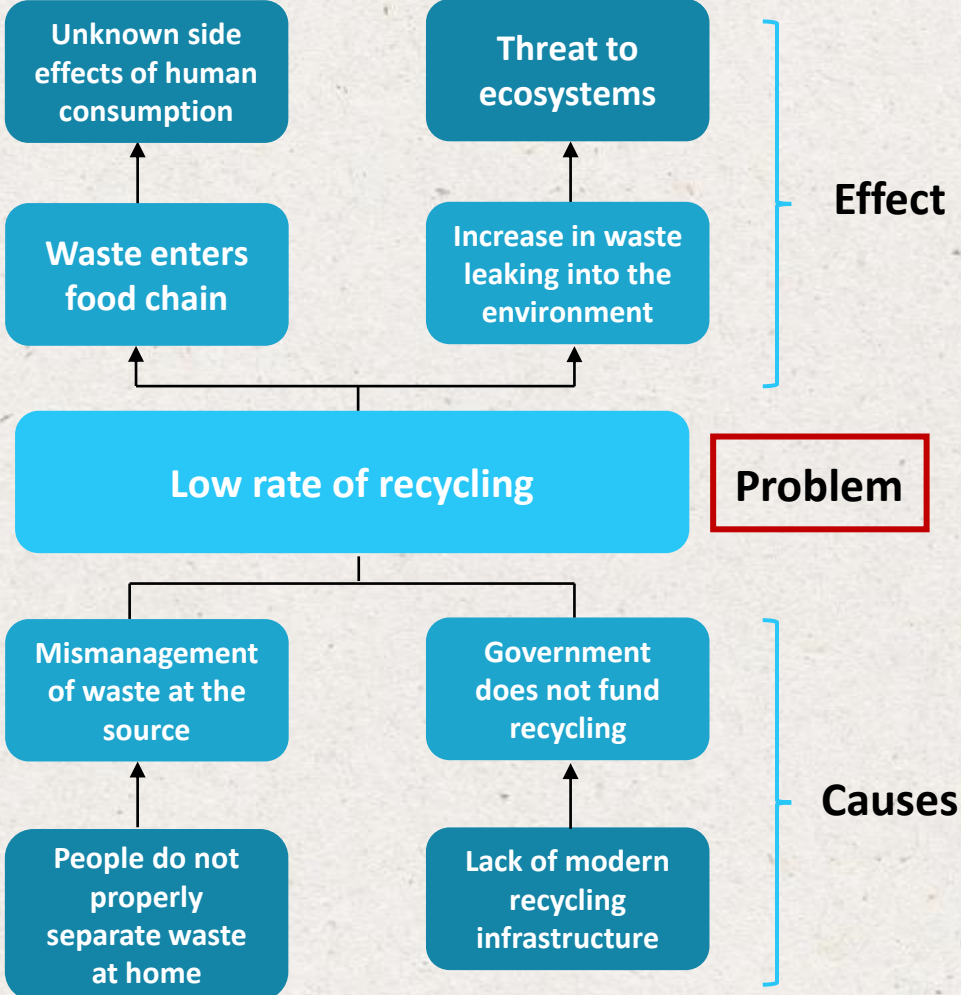 Unknown side
effects of human
consumption
Threat to
ecosystems
Effect
Waste enters
food chain
Increase in waste
leaking into the
environment
Low rate of recycling
Problem
Mismanagement
of waste at the
source
Government
does not fund
recycling
Causes
People do not
properly
separate waste
at home
Lack of modern
recycling
infrastructure